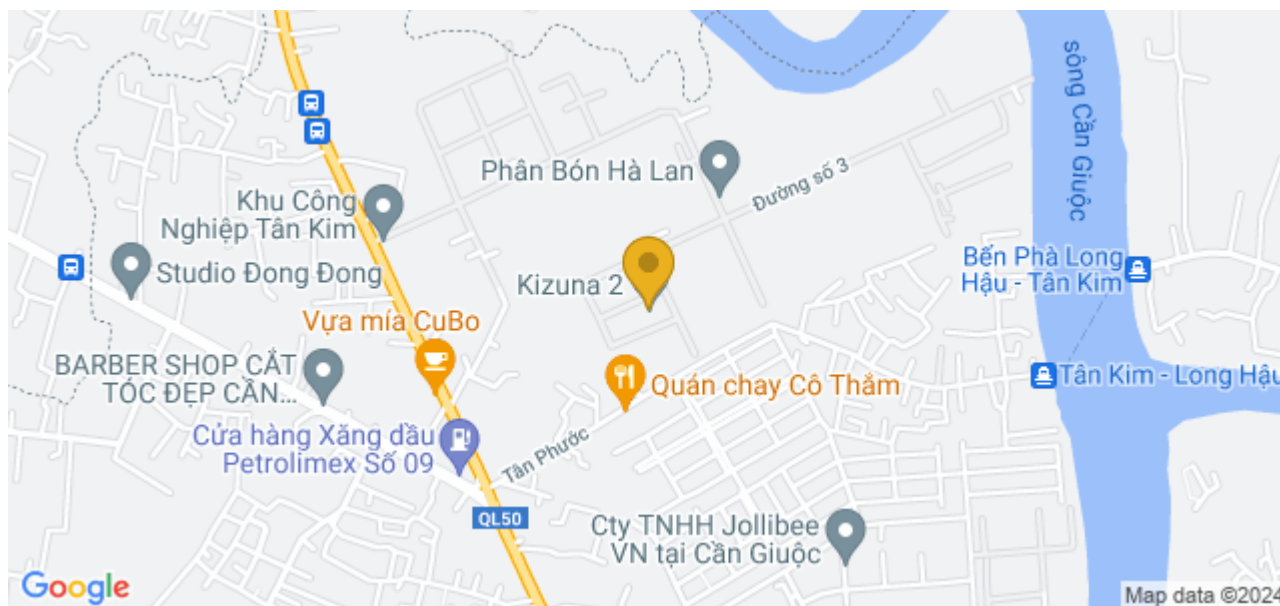 sông Cần Giuộc
Phân Bón Hà Lan
Đường số 3
Khu Công
Nghiệp Tân Kim
Studio Đong Đong
Bến Phà Long
Hậu - Tân Kim
Kizuna 2
Vựa mía CuBo
BARBER SHOP CẮT
TÓC ĐẸP CẦN...
Quán chay Cô Thắm
Tân Kim - Long Hậu
Cửa hàng Xăng dầu
Petrolimex Số 09
Tân Phước
QL50
Cty TNHH Jollibee
VN tại Cần Giuộc
Google
Map data ©2024